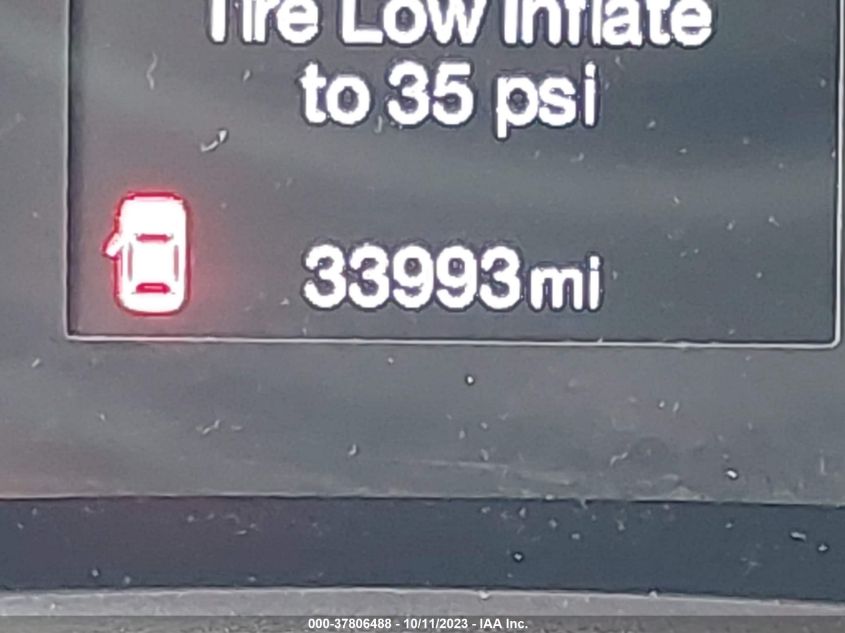 Tire Low Inflate
to 35 psi
33993 mi
000-37806488 - 10/11/2023 - IAA Inc.